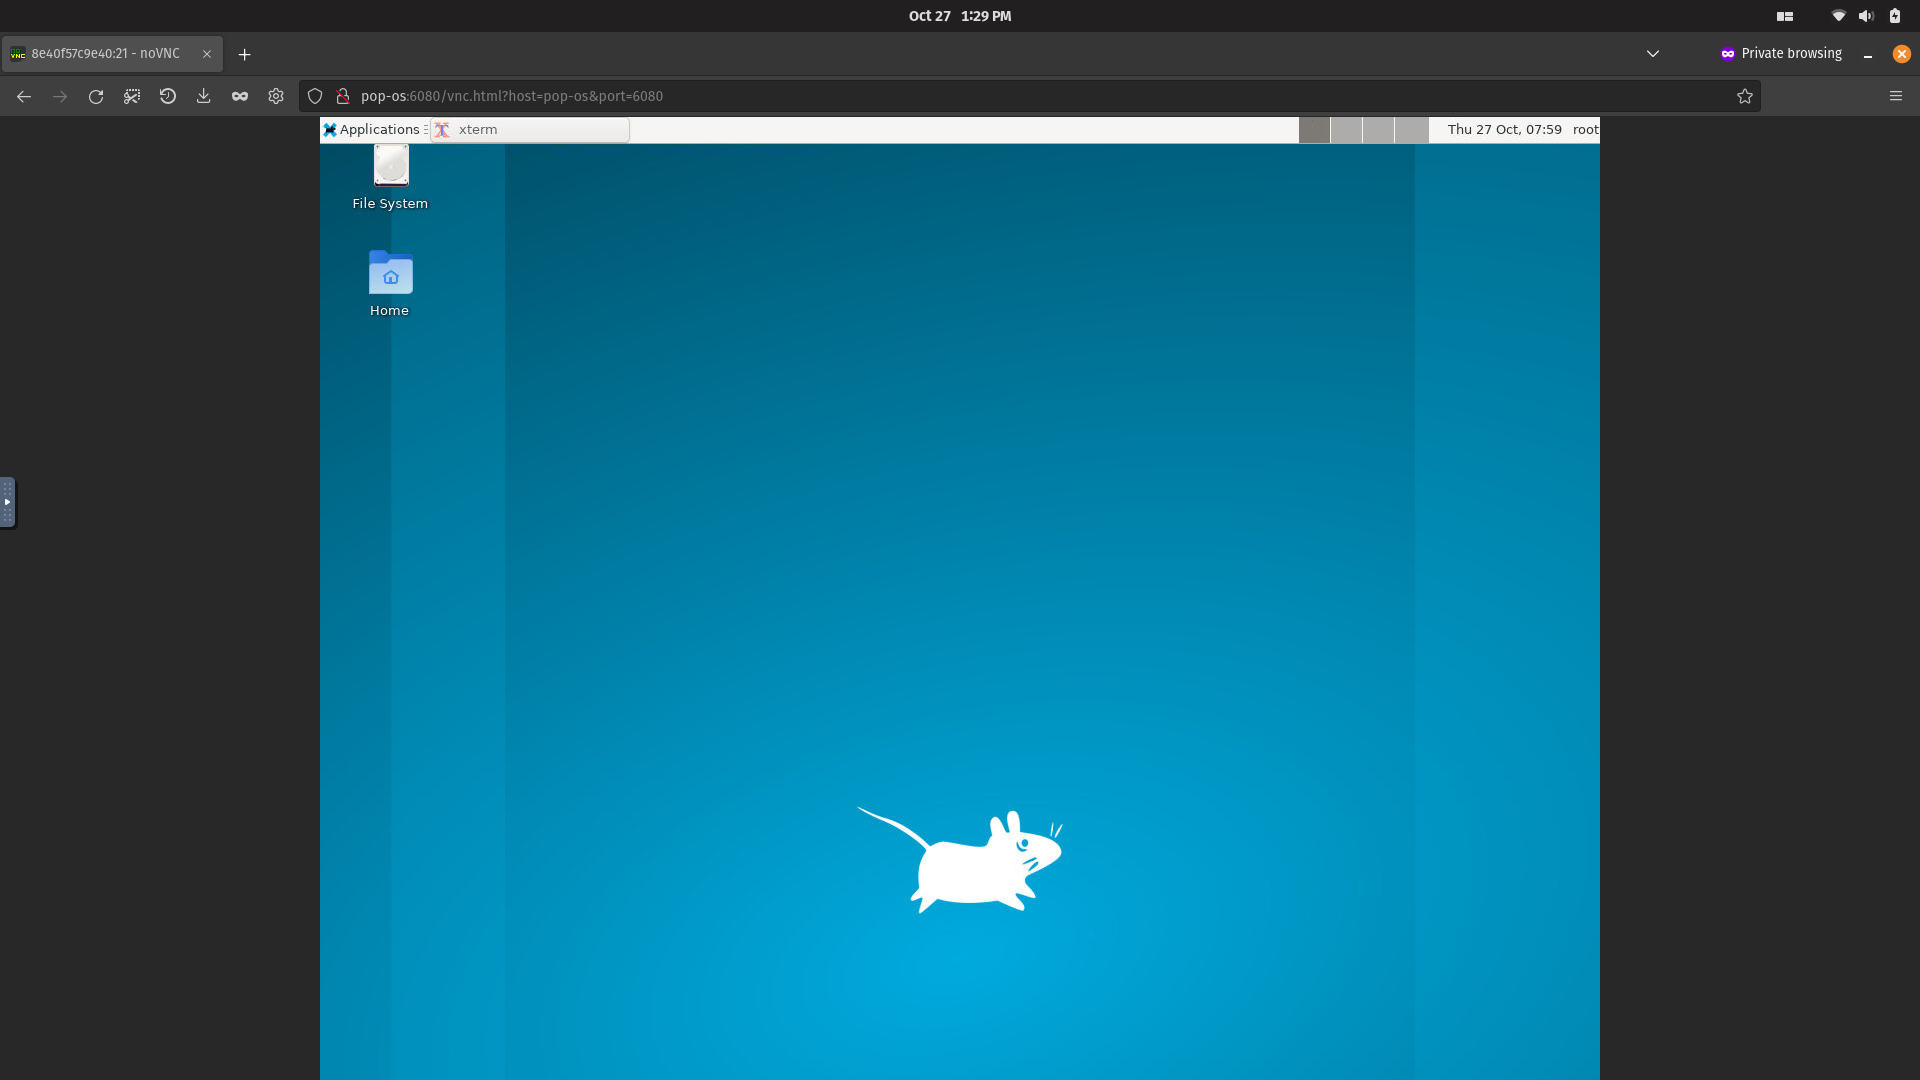 Oct 27 1:29 PM
8e40f57c9e40:21 - noVNC
Private browsing
pop-os:6080/vnc.html?host=pop-os&port=6080
Applications
xterm
Thu 27 Oct, 07:59
root
File System
Home